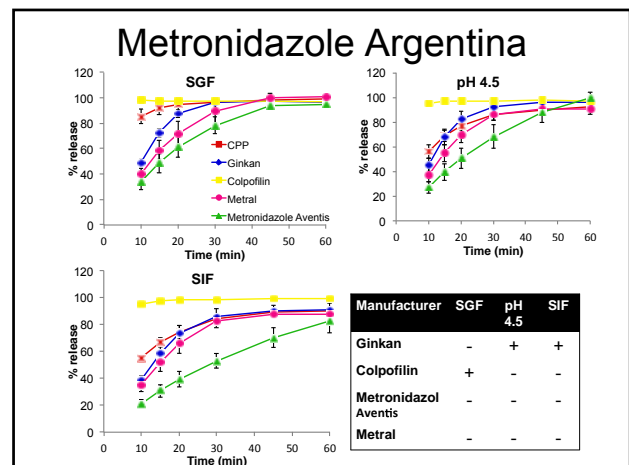 Metronidazole Argentina
SGF
% release
120
100
80
60
40
20
0
0 10 20 30 40 50 60
Time (min)
CPP
Ginkan
Colpofilin
Metral
Metronidazole Aventis
pH 4.5
% release
120
100
80
60
40
20
0
0 10 20 30 40 50 60
Time (min)
SIF
% release
120
100
80
60
40
20
0
0 10 20 30 40 50 60
Time (min)
Manufacturer SGF pH 4.5 SIF
Ginkan - + +
Colpofilin + - -
Metronidazol Aventis - - -
Metral - - -